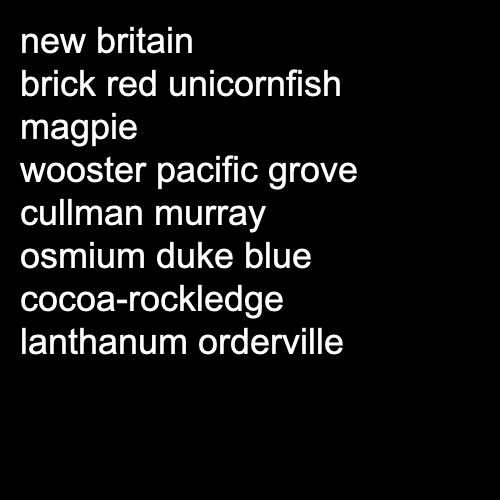 new britain
brick red unicornfish
magpie
wooster pacific grove
cullman murray
osmium duke blue
cocoa-rockledge
lanthanum orderville